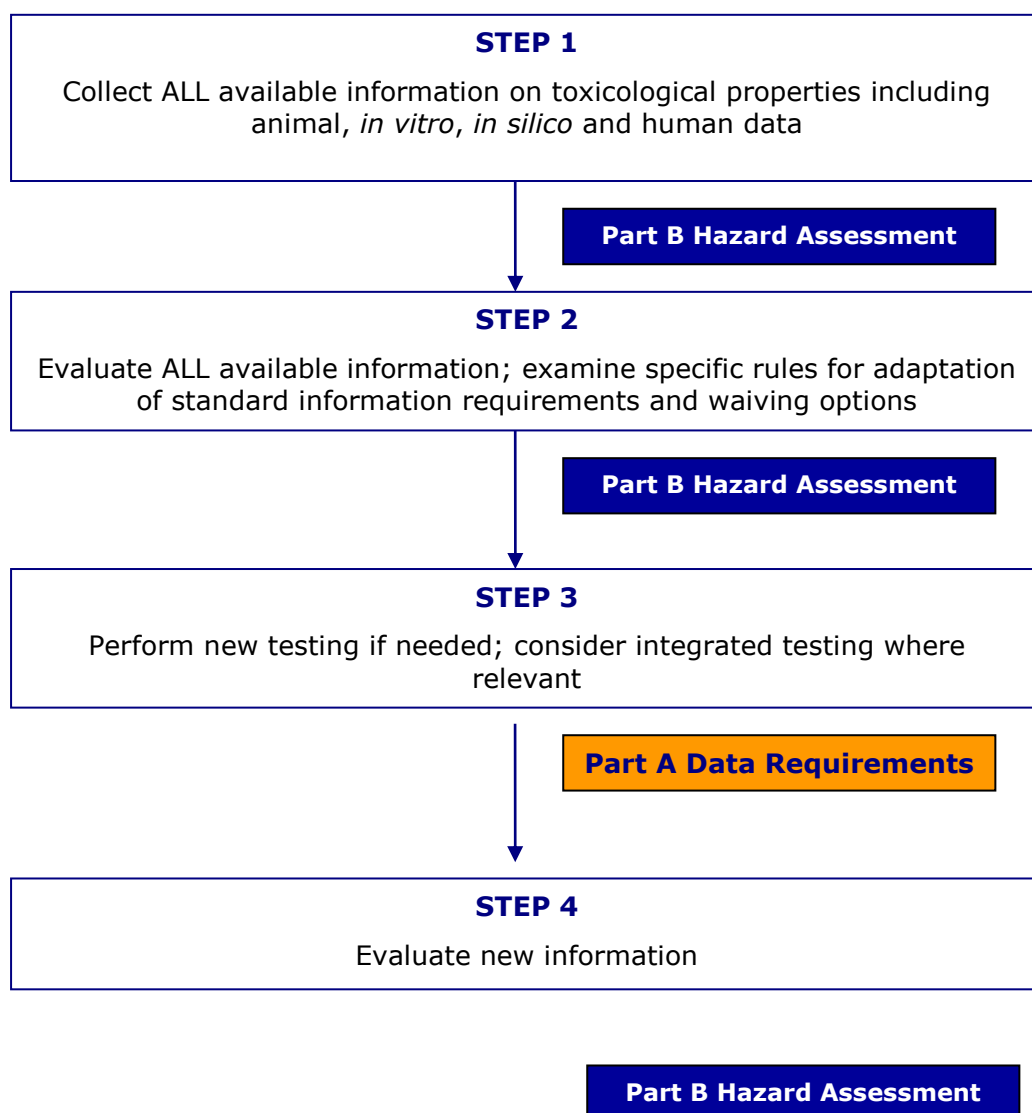 STEP 1
Collect ALL available information on toxicological properties including
animal, in vitro, in silico and human data
Part B Hazard Assessment
STEP 2
Evaluate ALL available information; examine specific rules for adaptation
of standard information requirements and waiving options
Part B Hazard Assessment
STEP 3
Perform new testing if needed; consider integrated testing where
relevant
Part A Data Requirements
STEP 4
Evaluate new information
Part B Hazard Assessment